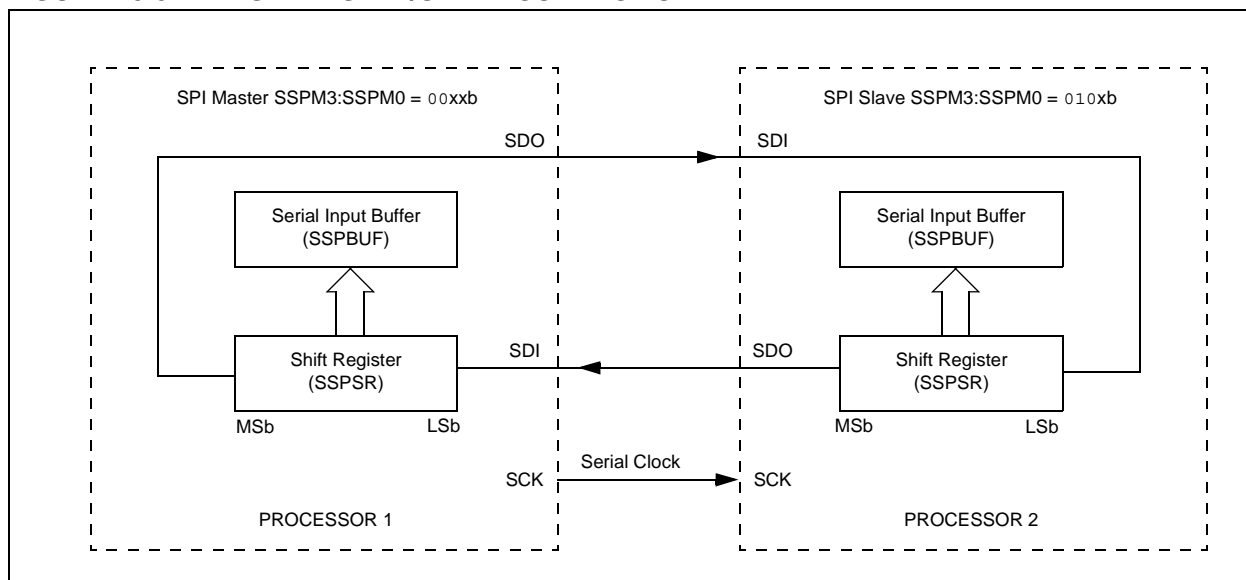 SPI Master SSPM3:SSPM0 = 00xxb
SPI Slave SSPM3:SSPM0 = 010xb
SDO
SDI
Serial Input Buffer
(SSPBUF)
Serial Input Buffer
(SSPBUF)
Shift Register
(SSPSR)
SDI
SDO
Shift Register
(SSPSR)
MSb
LSb
MSb
LSb
Serial Clock
SCK
SCK
PROCESSOR 1
PROCESSOR 2